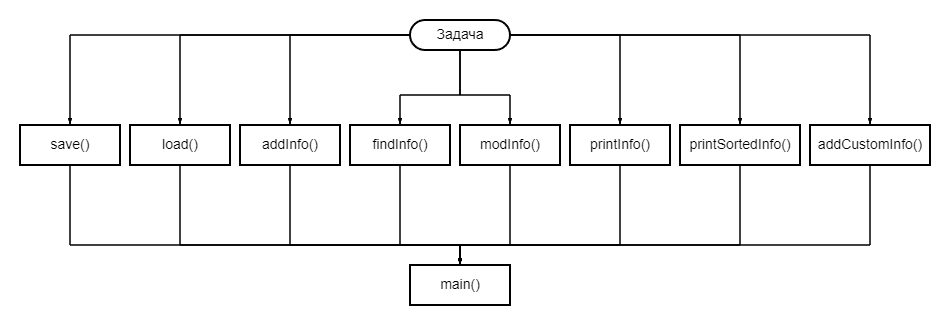 Задача
save()
load()
addInfo()
findInfo()
modInfo()
printInfo()
printSortedInfo()
addCustomInfo()
main()